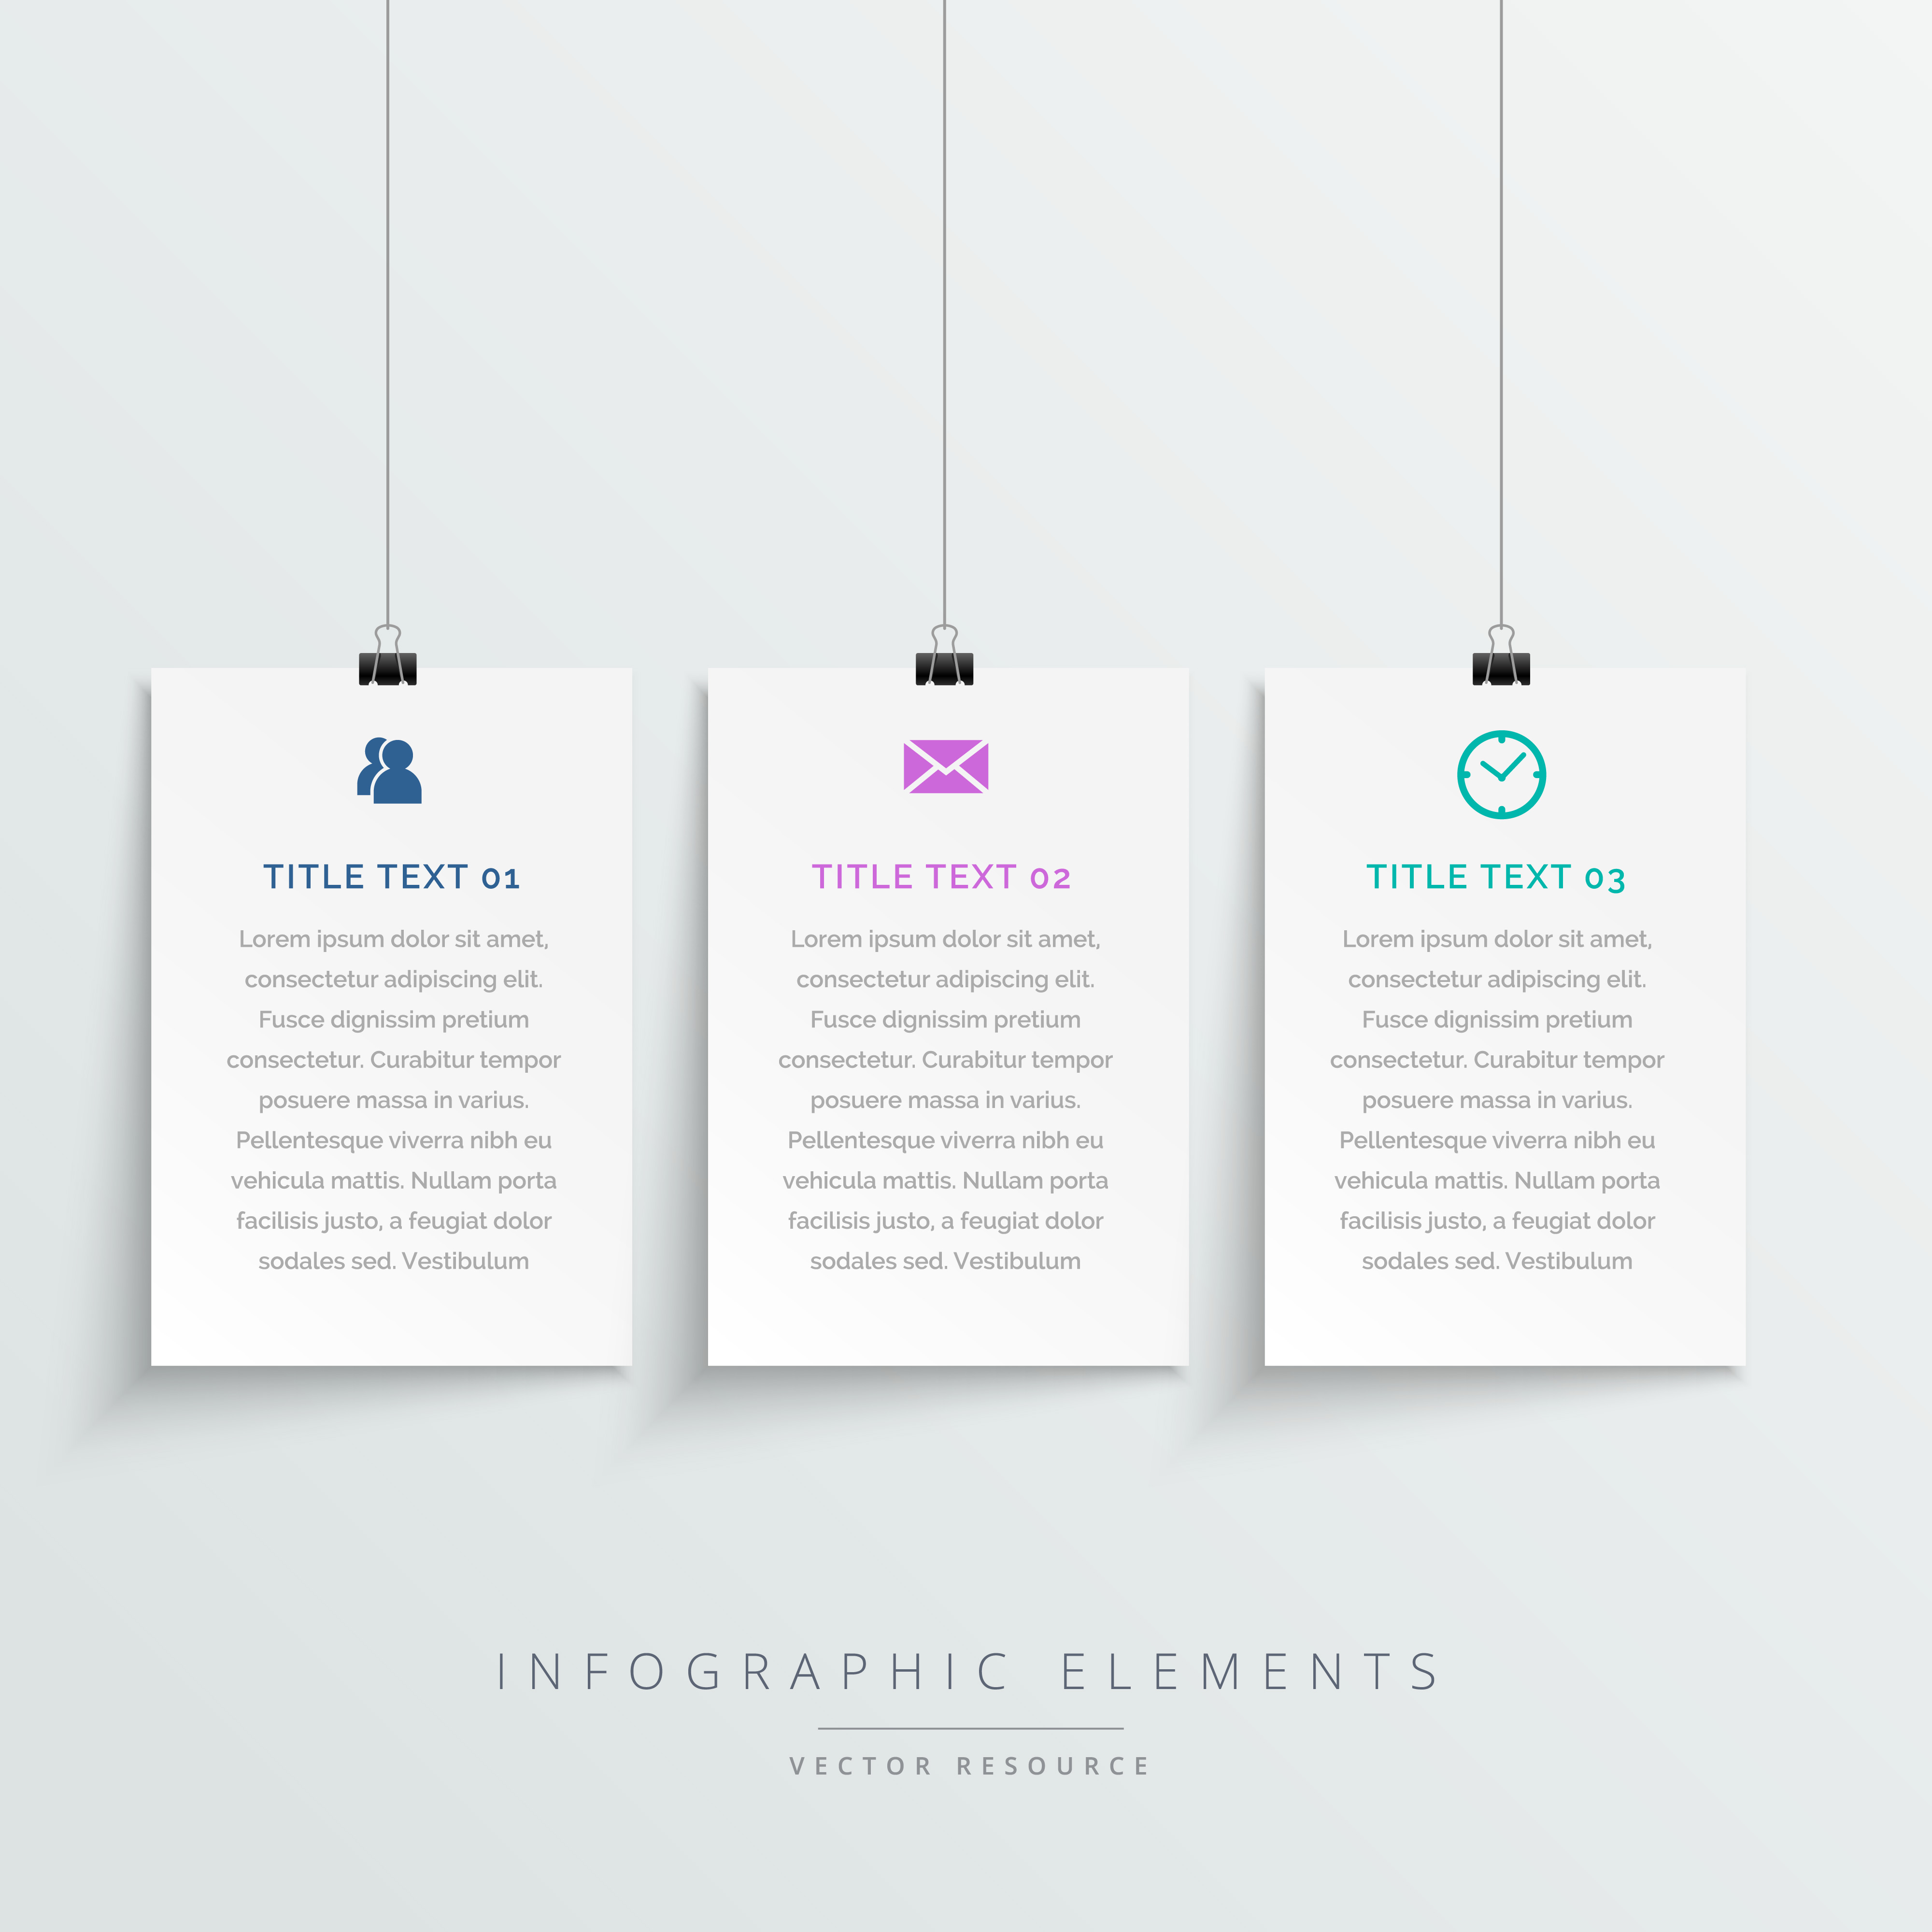 TITLE TEXT 01
Lorem ipsum dolor sit amet,
consectetur adipiscing elit.
Fusce dignissim pretium
consectetur. Curabitur tempor
posuere massa in varius.
Pellentesque viverra nibh eu
vehicula mattis. Nullam porta
facilisis justo, a feugiat dolor
sodales sed. Vestibulum
TITLE TEXT 02
Lorem ipsum dolor sit amet,
consectetur adipiscing elit.
Fusce dignissim pretium
consectetur. Curabitur tempor
posuere massa in varius.
Pellentesque viverra nibh eu
vehicula mattis. Nullam porta
facilisis justo, a feugiat dolor
sodales sed. Vestibulum
TITLE TEXT 03
Lorem ipsum dolor sit amet,
consectetur adipiscing elit.
Fusce dignissim pretium
consectetur. Curabitur tempor
posuere massa in varius.
Pellentesque viverra nibh eu
vehicula mattis. Nullam porta
facilisis justo, a feugiat dolor
sodales sed. Vestibulum
INFOGRAPHIC ELEMENTS
VECTOR RESOURCE